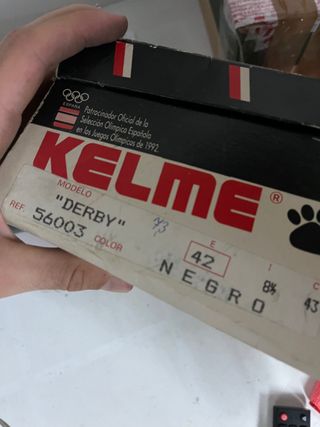 ESPAÑA
Patrocinador Oficial de la
Selección Olímpica Española
en los Juegos Olímpicos de 1992
KELME®
MODELO "DERBY" 43
REF. 56003 COLOR NEGRO
E I C
42 8½ 43